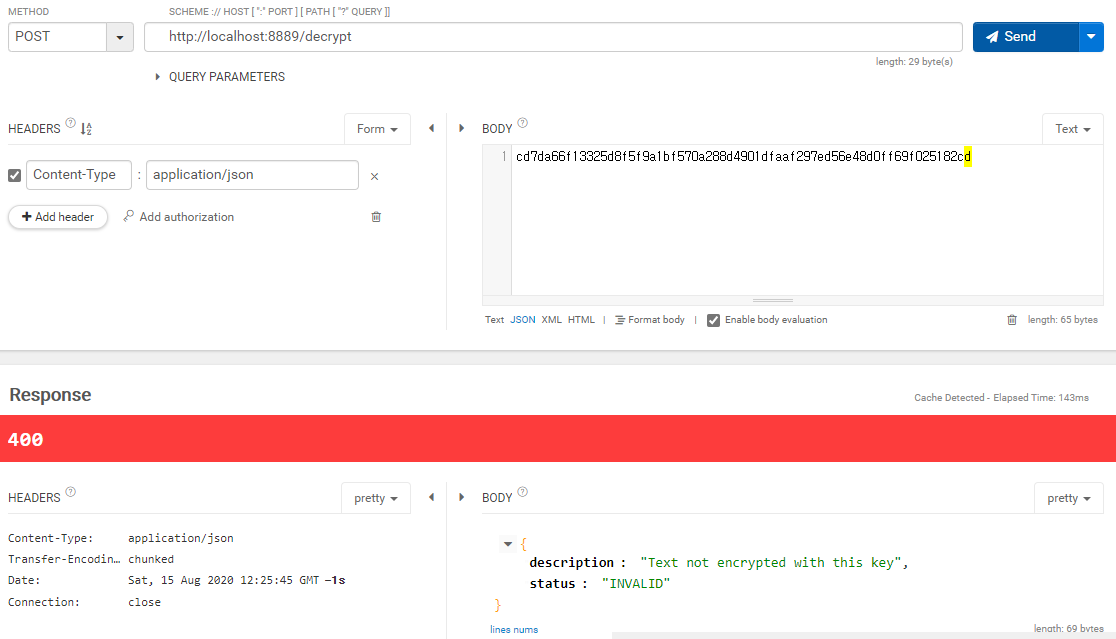 METHOD
SCHEME :// HOST [ ":" PORT ] [ PATH [ "?" QUERY ]]
POST
http://localhost:8889/decrypt
Send
length: 29 byte(s)
QUERY PARAMETERS
HEADERS ?
Form
BODY ?
Text
1 cd7da66f13325d8f5f9a1bf570a288d4901dfaaf297ed56e48d0ff69f025182cd
Content-Type : application/json
Add header
Add authorization
Text JSON XML HTML | Format body | Enable body evaluation
length: 65 bytes
Response
Cache Detected - Elapsed Time: 143ms
400
HEADERS ?
pretty
BODY ?
pretty
Content-Type: application/json
Transfer-Encodin… chunked
Date: Sat, 15 Aug 2020 12:25:45 GMT −1s
Connection: close
{
description : "Text not encrypted with this key",
status : "INVALID"
}
lines nums
length: 69 bytes